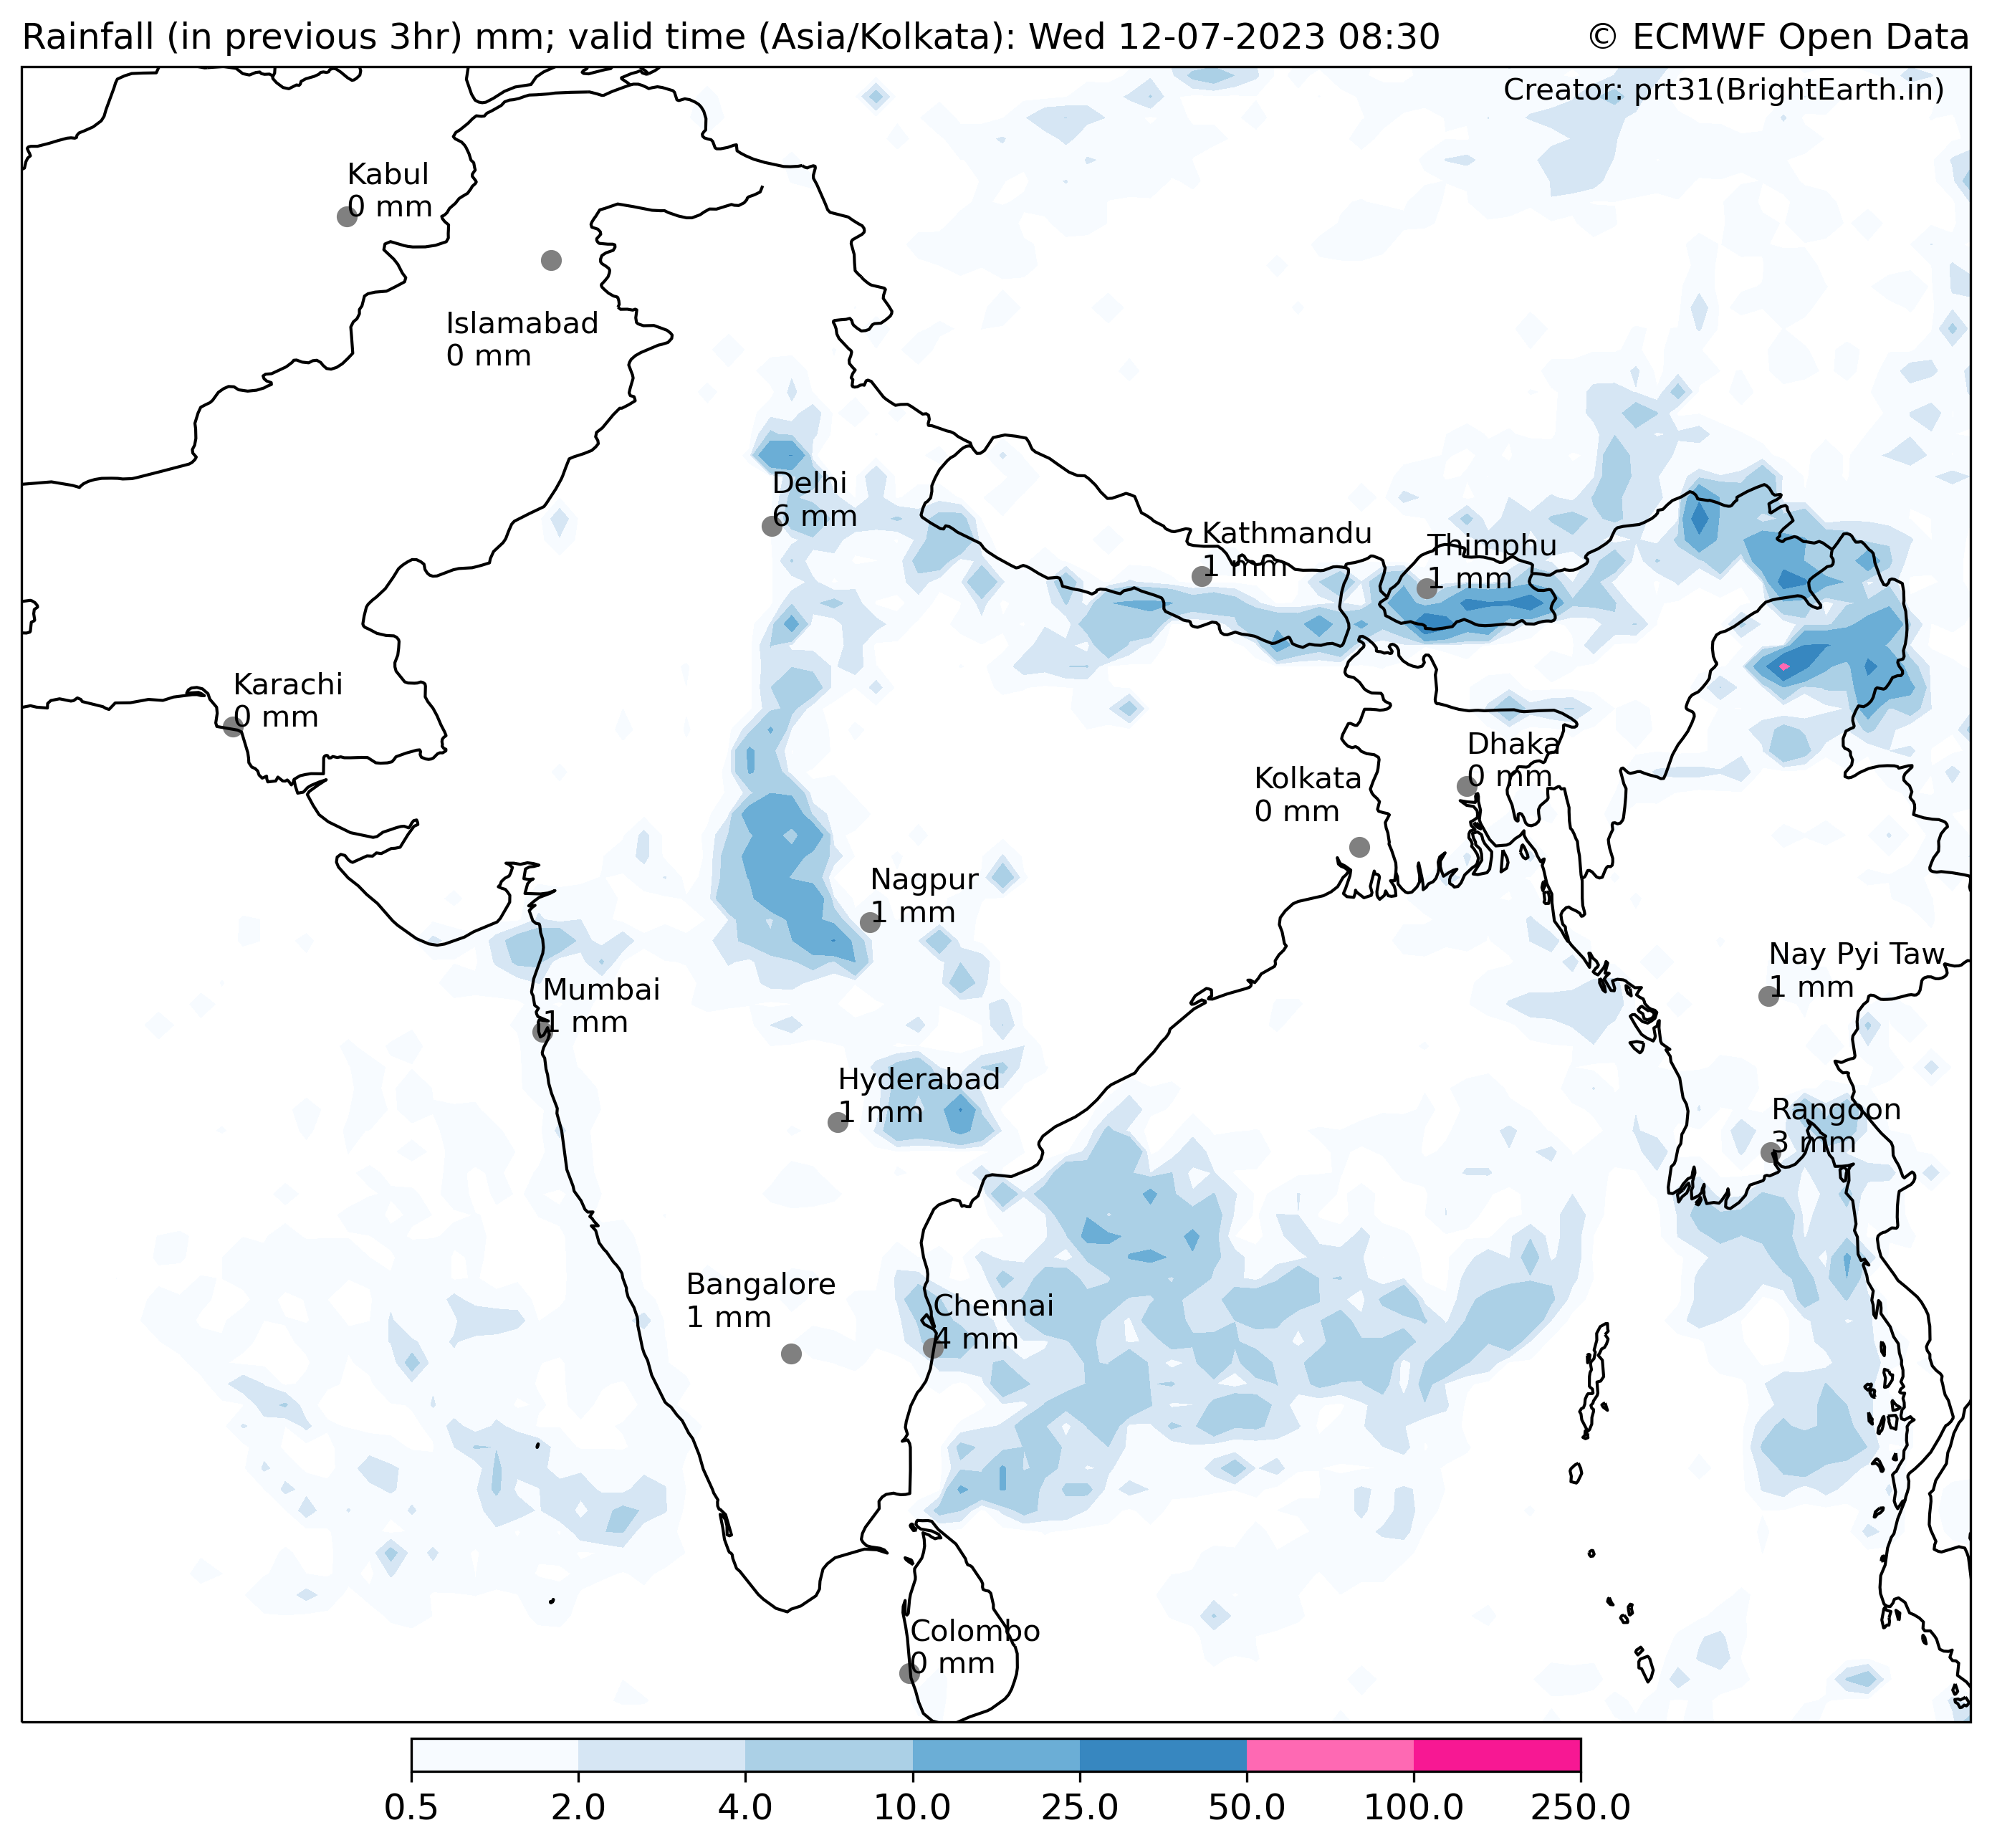 Rainfall (in previous 3hr) mm; valid time (Asia/Kolkata): Wed 12-07-2023 08:30
© ECMWF Open Data
Creator: prt31(BrightEarth.in)
Kabul
0 mm
Islamabad
0 mm
Delhi
6 mm
Kathmandu
1 mm
Thimphu
1 mm
Karachi
0 mm
Dhaka
0 mm
Kolkata
0 mm
Nagpur
1 mm
Nay Pyi Taw
1 mm
Mumbai
1 mm
Hyderabad
1 mm
Rangoon
3 mm
Bangalore
1 mm
Chennai
4 mm
Colombo
0 mm
0.5 2.0 4.0 10.0 25.0 50.0 100.0 250.0